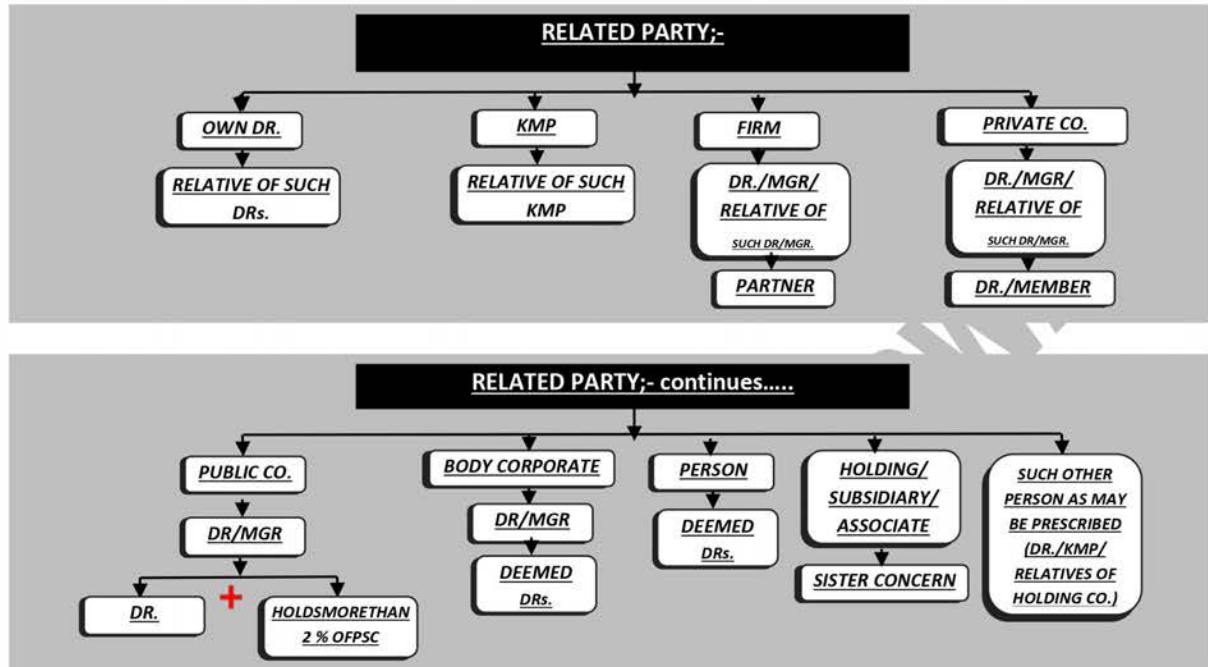 RELATED PARTY;-
OWN DR.
RELATIVE OF SUCH
DRs.
KMP
RELATIVE OF SUCH
KMP
FIRM
DR./MGR/
RELATIVE OF
SUCH DR/MGR.
PARTNER
PRIVATE CO.
DR./MGR/
RELATIVE OF
SUCH DR/MGR.
DR./MEMBER
RELATED PARTY;- continues.....
PUBLIC CO.
DR/MGR
DR.
+
HOLDSMORETHAN
2 % OFPSC
BODY CORPORATE
DR/MGR
DEEMED
DRs.
PERSON
DEEMED
DRs.
HOLDING/
SUBSIDIARY/
ASSOCIATE
SISTER CONCERN
SUCH OTHER
PERSON AS MAY
BE PRESCRIBED
(DR./KMP/
RELATIVES OF
HOLDING CO.)